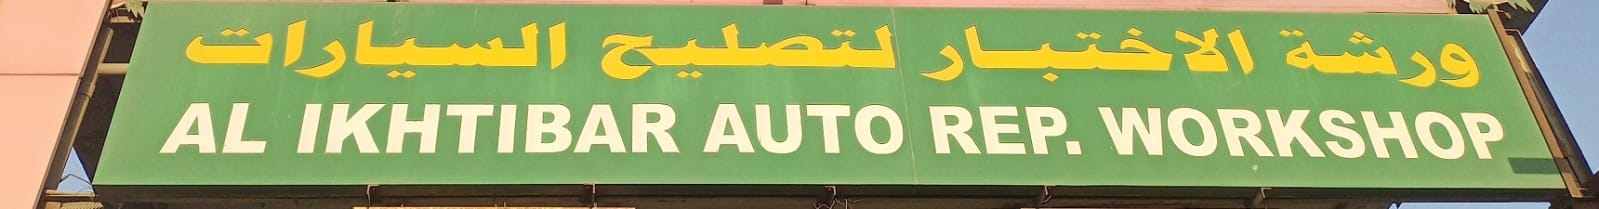 ورشة الاختبار لتصليح السيارات
AL IKHTIBAR AUTO REP. WORKSHOP